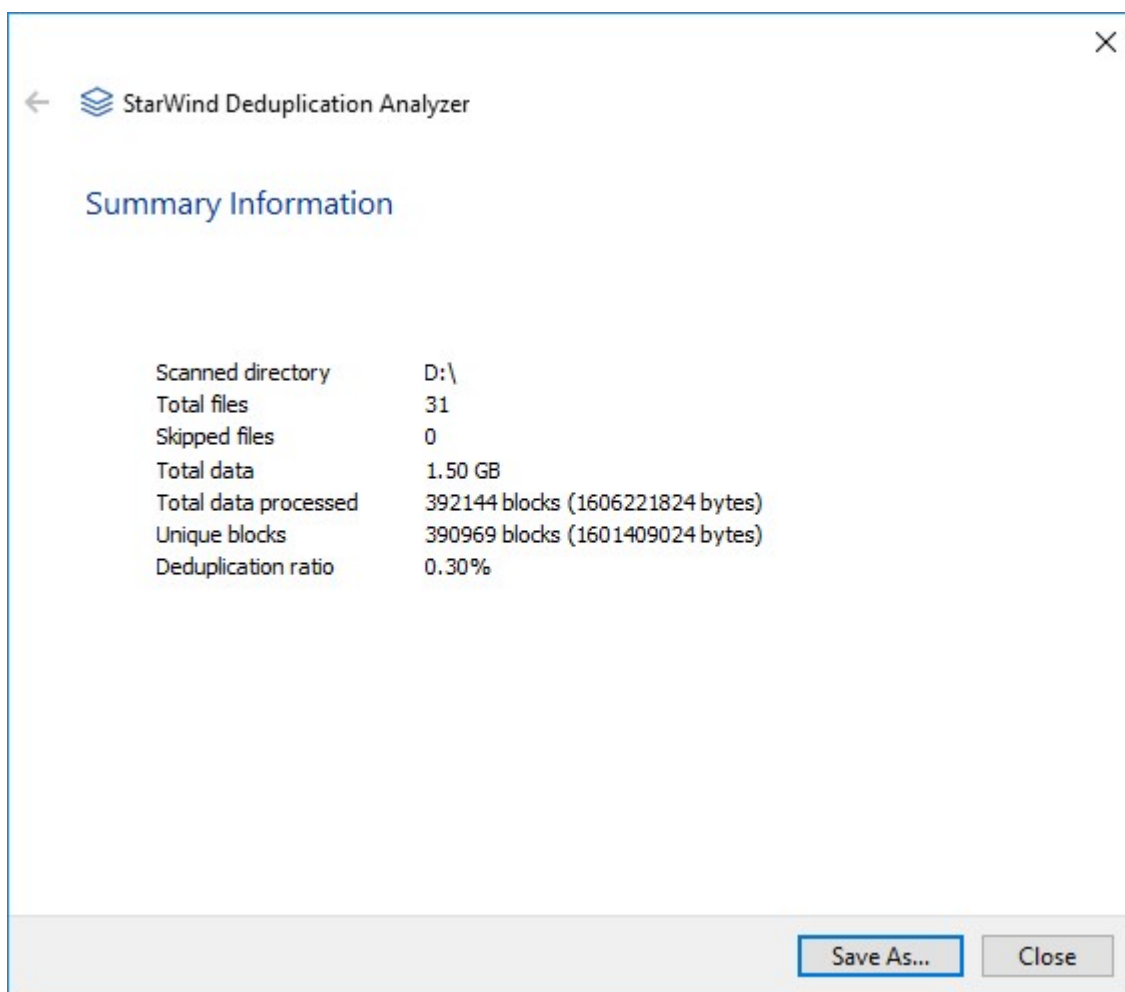 StarWind Deduplication Analyzer
Summary Information
Scanned directory D:\
Total files 31
Skipped files 0
Total data 1.50 GB
Total data processed 392144 blocks (1606221824 bytes)
Unique blocks 390969 blocks (1601409024 bytes)
Deduplication ratio 0.30%
Save As... Close